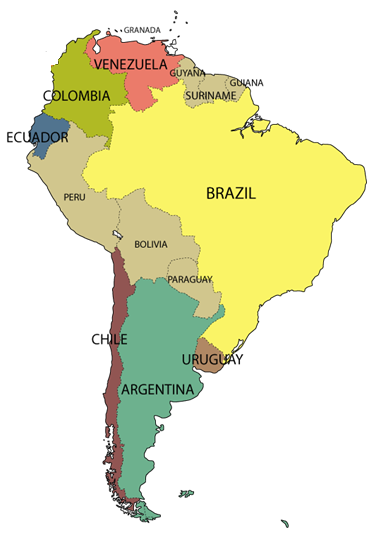 GRANADA
VENEZUELA
GUYANA
GUIANA
COLOMBIA
SURINAME
ECUADOR
BRAZIL
PERU
BOLIVIA
PARAGUAY
CHILE
URUGUAY
ARGENTINA